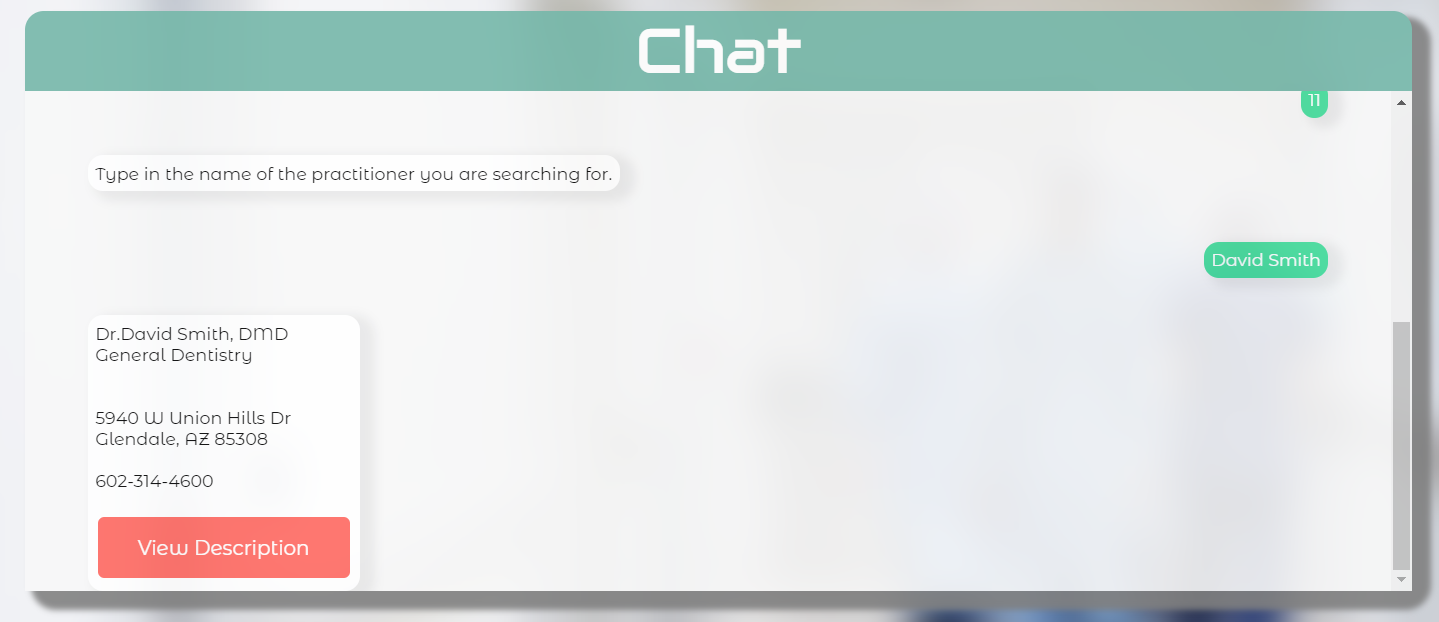 Chat
11
Type in the name of the practitioner you are searching for.
David Smith
Dr.David Smith, DMD
General Dentistry
5940 W Union Hills Dr
Glendale, AZ 85308
602-314-4600
View Description